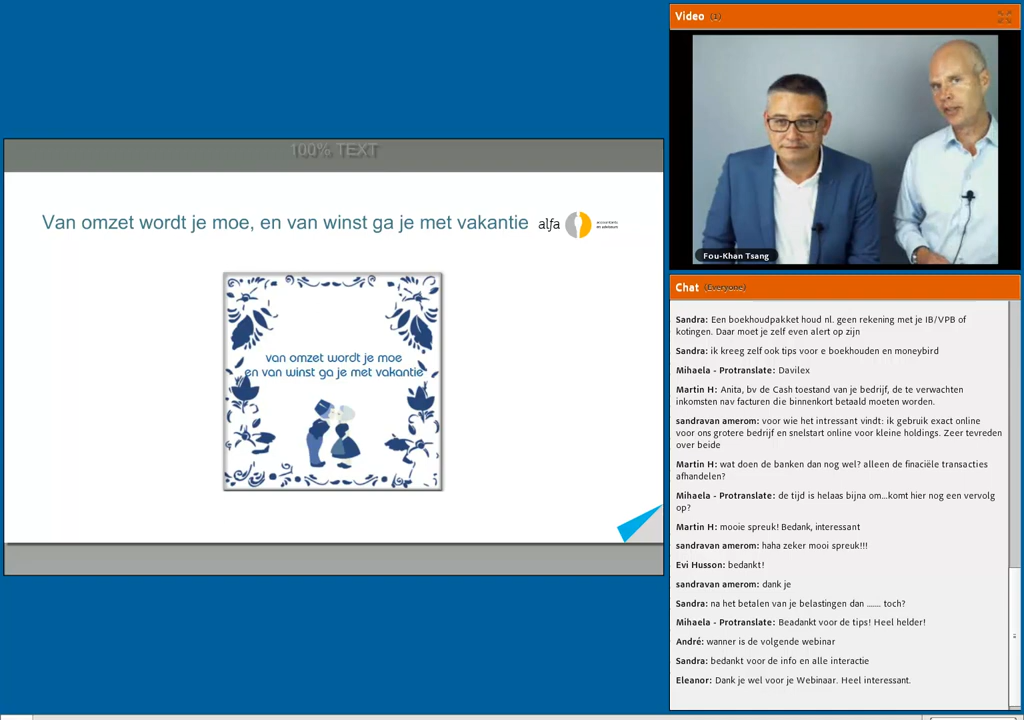 Video (1)
Fou-Khan Tsang
100% TEXT
Van omzet wordt je moe, en van winst ga je met vakantie
alfa
accountants
en adviseurs
van omzet wordt je moe
en van winst ga je met vakantie
Chat (Everyone)
Sandra: Een boekhoudpakket houd nl. geen rekening met je IB/VPB of
kotingen. Daar moet je zelf even alert op zijn
Sandra: ik kreeg zelf ook tips voor e boekhouden en moneybird
Mihaela - Protranslate: Davilex
Martin H: Anita, bv de Cash toestand van je bedrijf, de te verwachten
inkomsten nav facturen die binnenkort betaald moeten worden.
sandravan amerom: voor wie het intressant vindt: ik gebruik exact online
voor ons grotere bedrijf en snelstart online voor kleine holdings. Zeer tevreden
over beide
Martin H: wat doen de banken dan nog wel? alleen de finaciële transacties
afhandelen?
Mihaela - Protranslate: de tijd is helaas bijna om...komt hier nog een vervolg
op?
Martin H: mooie spreuk! Bedank, interessant
sandravan amerom: haha zeker mooi spreuk!!!
Evi Husson: bedankt!
sandravan amerom: dank je
Sandra: na het betalen van je belastingen dan ....... toch?
Mihaela - Protranslate: Beadankt voor de tips! Heel helder!
André: wanner is de volgende webinar
Sandra: bedankt voor de info en alle interactie
Eleanor: Dank je wel voor je Webinaar. Heel interessant.